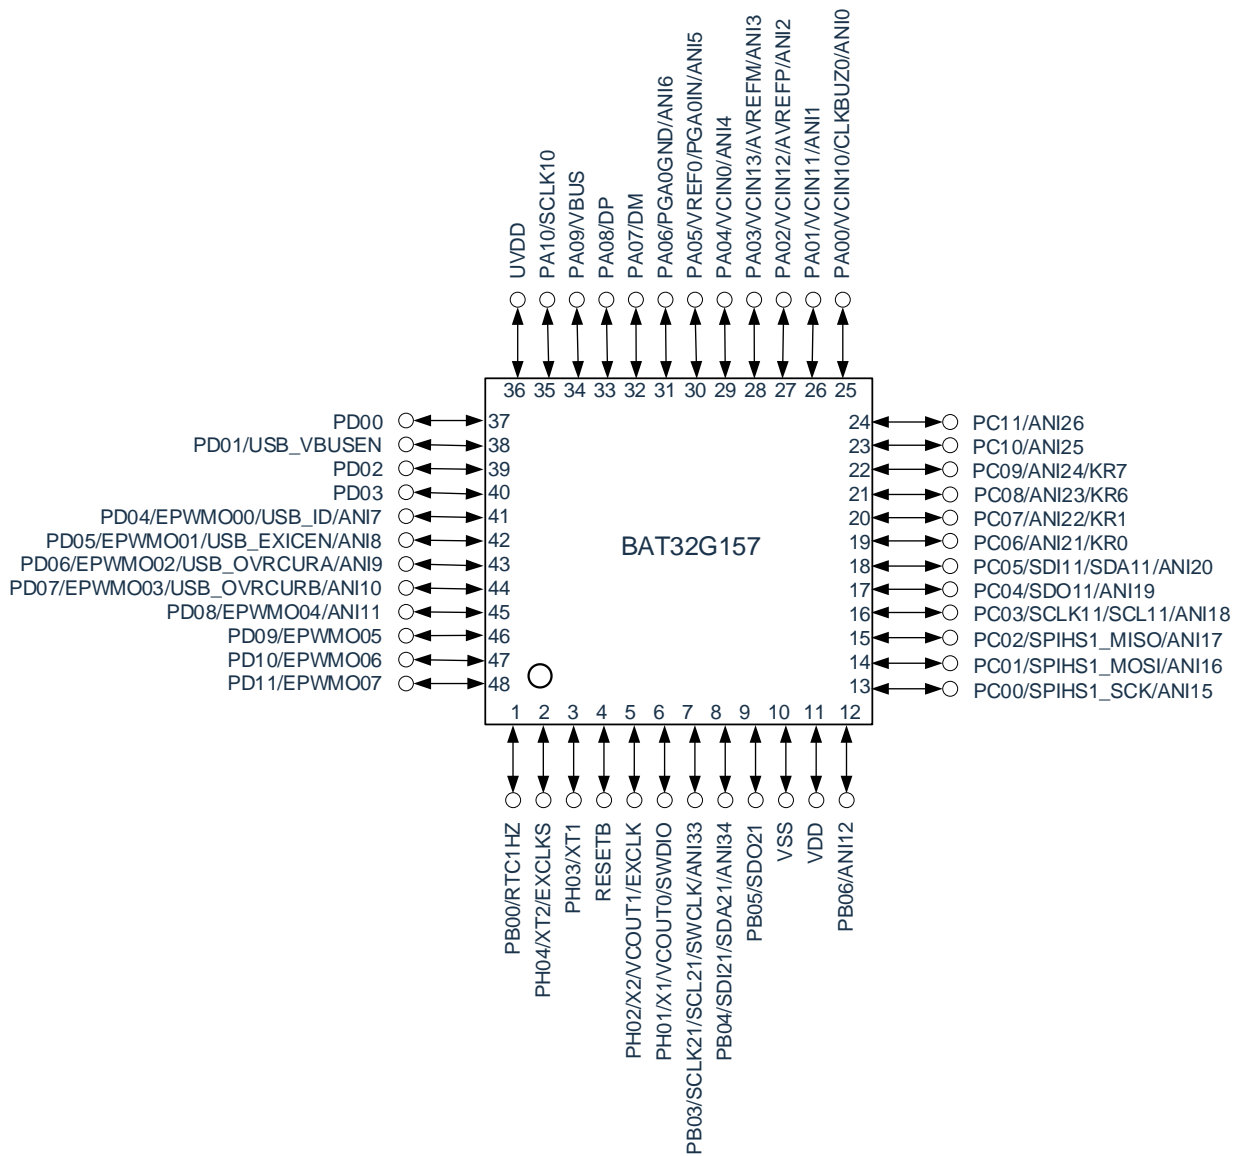 UVDD
PA10/SCLK10
PA09/VBUS
PA08/DP
PA07/DM
PA06/PGA0GND/ANI6
PA05/VREF0/PGA0IN/ANI5
PA04/VCIN0/ANI4
PA03/VCIN13/AVREFM/ANI3
PA02/VCIN12/AVREFP/ANI2
PA01/VCIN11/ANI1
PA00/VCIN10/CLKBUZ0/ANI0
36 35 34 33 32 31 30 29 28 27 26 25
PD00 37
PD01/USB_VBUSEN 38
PD02 39
PD03 40
PD04/EPWMO00/USB_ID/ANI7 41
PD05/EPWMO01/USB_EXICEN/ANI8 42
PD06/EPWMO02/USB_OVRCURA/ANI9 43
PD07/EPWMO03/USB_OVRCURB/ANI10 44
PD08/EPWMO04/ANI11 45
PD09/EPWMO05 46
PD10/EPWMO06 47
PD11/EPWMO07 48
BAT32G157
24 PC11/ANI26
23 PC10/ANI25
22 PC09/ANI24/KR7
21 PC08/ANI23/KR6
20 PC07/ANI22/KR1
19 PC06/ANI21/KR0
18 PC05/SDI11/SDA11/ANI20
17 PC04/SDO11/ANI19
16 PC03/SCLK11/SCL11/ANI18
15 PC02/SPIHS1_MISO/ANI17
14 PC01/SPIHS1_MOSI/ANI16
13 PC00/SPIHS1_SCK/ANI15
1 2 3 4 5 6 7 8 9 10 11 12
PB00/RTC1HZ
PH04/XT2/EXCLKS
PH03/XT1
RESETB
PH02/X2/VCOUT1/EXCLK
PH01/X1/VCOUT0/SWDIO
PB03/SCLK21/SCL21/SWCLK/ANI33
PB04/SDI21/SDA21/ANI34
PB05/SDO21
VSS
VDD
PB06/ANI12